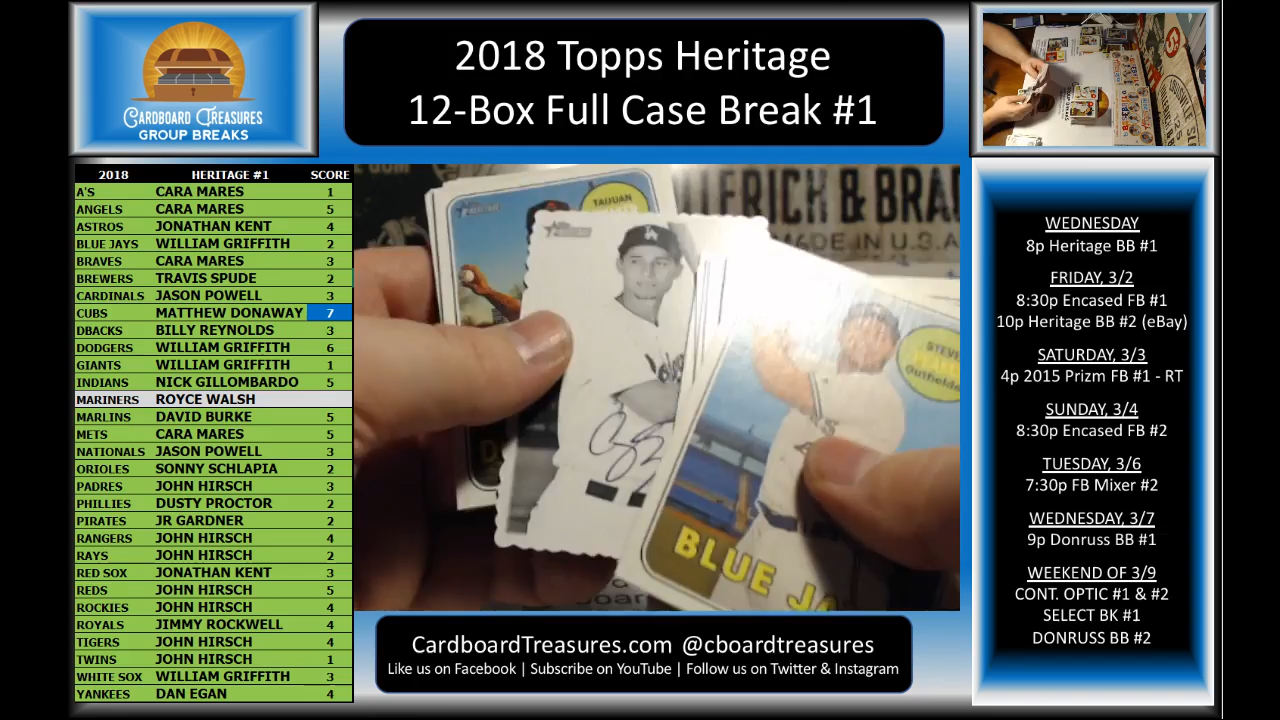 CARDBOARD TREASURES
GROUP BREAKS
2018 Topps Heritage
12-Box Full Case Break #1
2018 HERITAGE #1 SCORE
A'S CARA MARES 1
ANGELS CARA MARES 5
ASTROS JONATHAN KENT 4
BLUE JAYS WILLIAM GRIFFITH 2
BRAVES CARA MARES 3
BREWERS TRAVIS SPUDE 2
CARDINALS JASON POWELL 3
CUBS MATTHEW DONAWAY 7
DBACKS BILLY REYNOLDS 3
DODGERS WILLIAM GRIFFITH 6
GIANTS WILLIAM GRIFFITH 1
INDIANS NICK GILLOMBARDO 5
MARINERS ROYCE WALSH
MARLINS DAVID BURKE 5
METS CARA MARES 5
NATIONALS JASON POWELL 3
ORIOLES SONNY SCHLAPIA 2
PADRES JOHN HIRSCH 3
PHILLIES DUSTY PROCTOR 2
PIRATES JR GARDNER 2
RANGERS JOHN HIRSCH 4
RAYS JOHN HIRSCH 2
RED SOX JONATHAN KENT 3
REDS JOHN HIRSCH 5
ROCKIES JOHN HIRSCH 4
ROYALS JIMMY ROCKWELL 4
TIGERS JOHN HIRSCH 4
TWINS JOHN HIRSCH 1
WHITE SOX WILLIAM GRIFFITH 3
YANKEES DAN EGAN 4
LERICH & BRAD
MADE IN U.S.A
TAIJUAN
STEVE
Outfielder
BLUE JA
CardboardTreasures.com @cboardtreasures
Like us on Facebook | Subscribe on YouTube | Follow us on Twitter & Instagram
WEDNESDAY
8p Heritage BB #1
FRIDAY, 3/2
8:30p Encased FB #1
10p Heritage BB #2 (eBay)
SATURDAY, 3/3
4p 2015 Prizm FB #1 - RT
SUNDAY, 3/4
8:30p Encased FB #2
TUESDAY, 3/6
7:30p FB Mixer #2
WEDNESDAY, 3/7
9p Donruss BB #1
WEEKEND OF 3/9
CONT. OPTIC #1 & #2
SELECT BK #1
DONRUSS BB #2